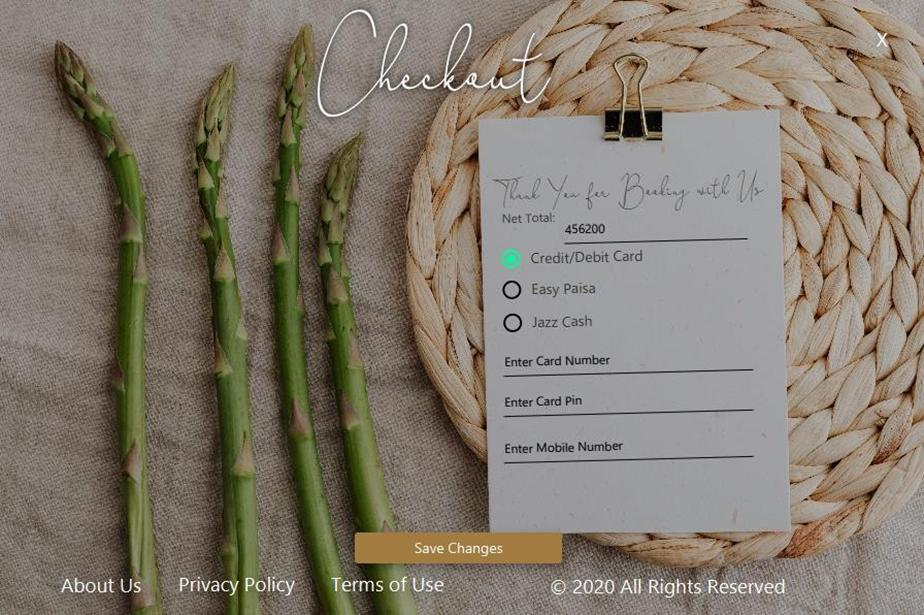 Checkout
X
Thank You for Booking with Us
Net Total:
456200
Credit/Debit Card
Easy Paisa
Jazz Cash
Enter Card Number
Enter Card Pin
Enter Mobile Number
Save Changes
About Us Privacy Policy Terms of Use © 2020 All Rights Reserved